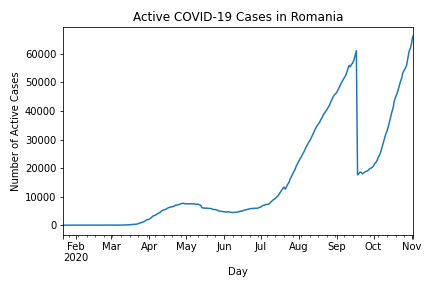 Active COVID-19 Cases in Romania
Number of Active Cases
60000
50000
40000
30000
20000
10000
0
Feb Mar Apr May Jun Jul Aug Sep Oct Nov
2020
Day